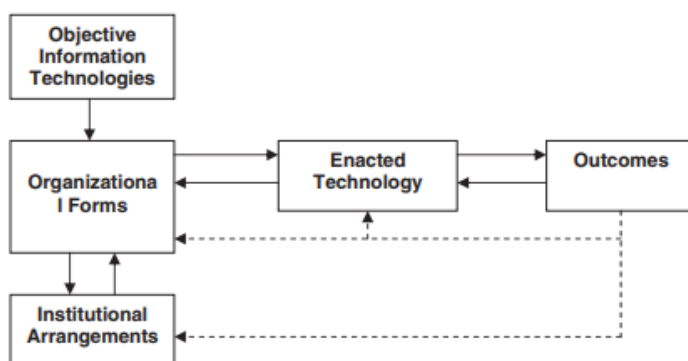 Objective
Information
Technologies
Organizationa
l Forms
Enacted
Technology
Outcomes
Institutional
Arrangements